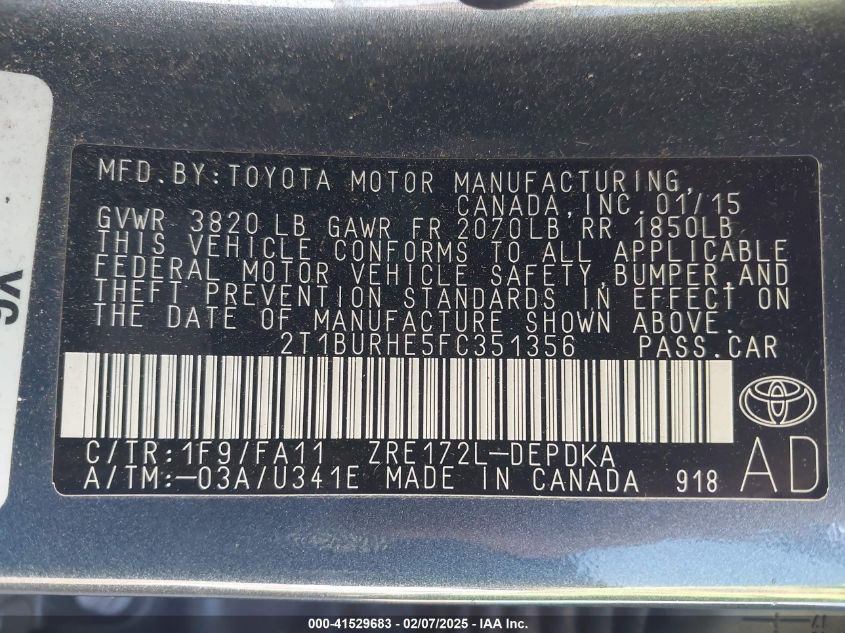 MFD.BY:TOYOTA MOTOR MANUFACTURING,
CANADA,INC.01/15
GVWR 3820 LB GAWR FR 2070LB RR 1850LB
THIS VEHICLE CONFORMS TO ALL APPLICABLE
FEDERAL MOTOR VEHICLE SAFETY,BUMPER,AND
THEFT PREVENTION STANDARDS IN EFFECT ON
THE DATE OF MANUFACTURE SHOWN ABOVE.
2T1BURHE5FC351356 PASS.CAR
C/TR:1F9/FA11 ZRE172L-DEPDKA
A/TM:-03A/U341E MADE IN CANADA 918
AD
000-41529683 - 02/07/2025 - IAAI.com